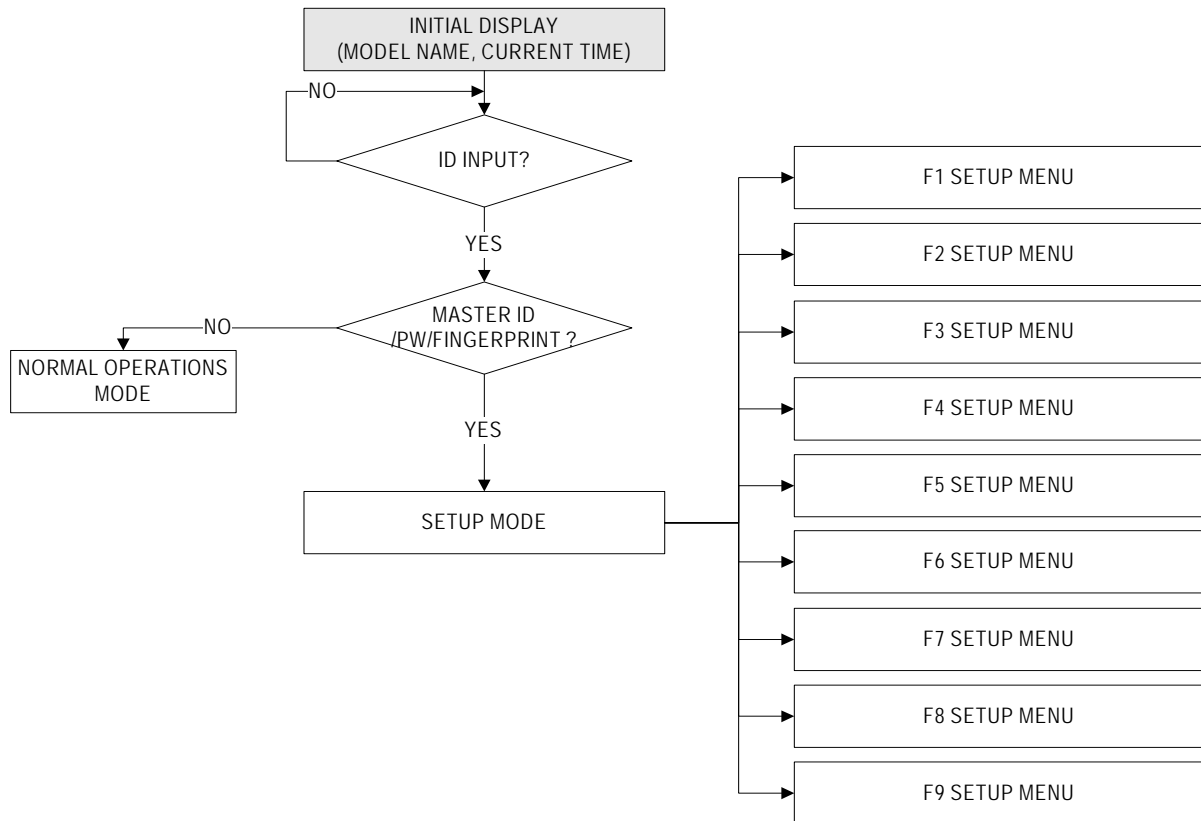 INITIAL DISPLAY
(MODEL NAME, CURRENT TIME)
NO
ID INPUT?
YES
MASTER ID
/PW/FINGERPRINT ?
NO
NORMAL OPERATIONS
MODE
YES
SETUP MODE
F1 SETUP MENU
F2 SETUP MENU
F3 SETUP MENU
F4 SETUP MENU
F5 SETUP MENU
F6 SETUP MENU
F7 SETUP MENU
F8 SETUP MENU
F9 SETUP MENU